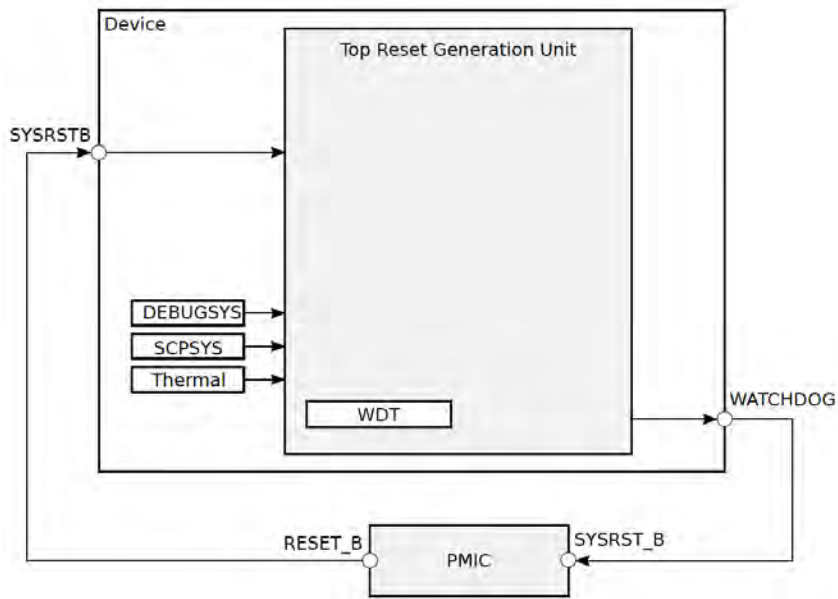 Device
Top Reset Generation Unit
SYSRSTB
DEBUGSYS
SCPSYS
Thermal
WDT
WATCHDOG
RESET_B
SYSRST_B
PMIC